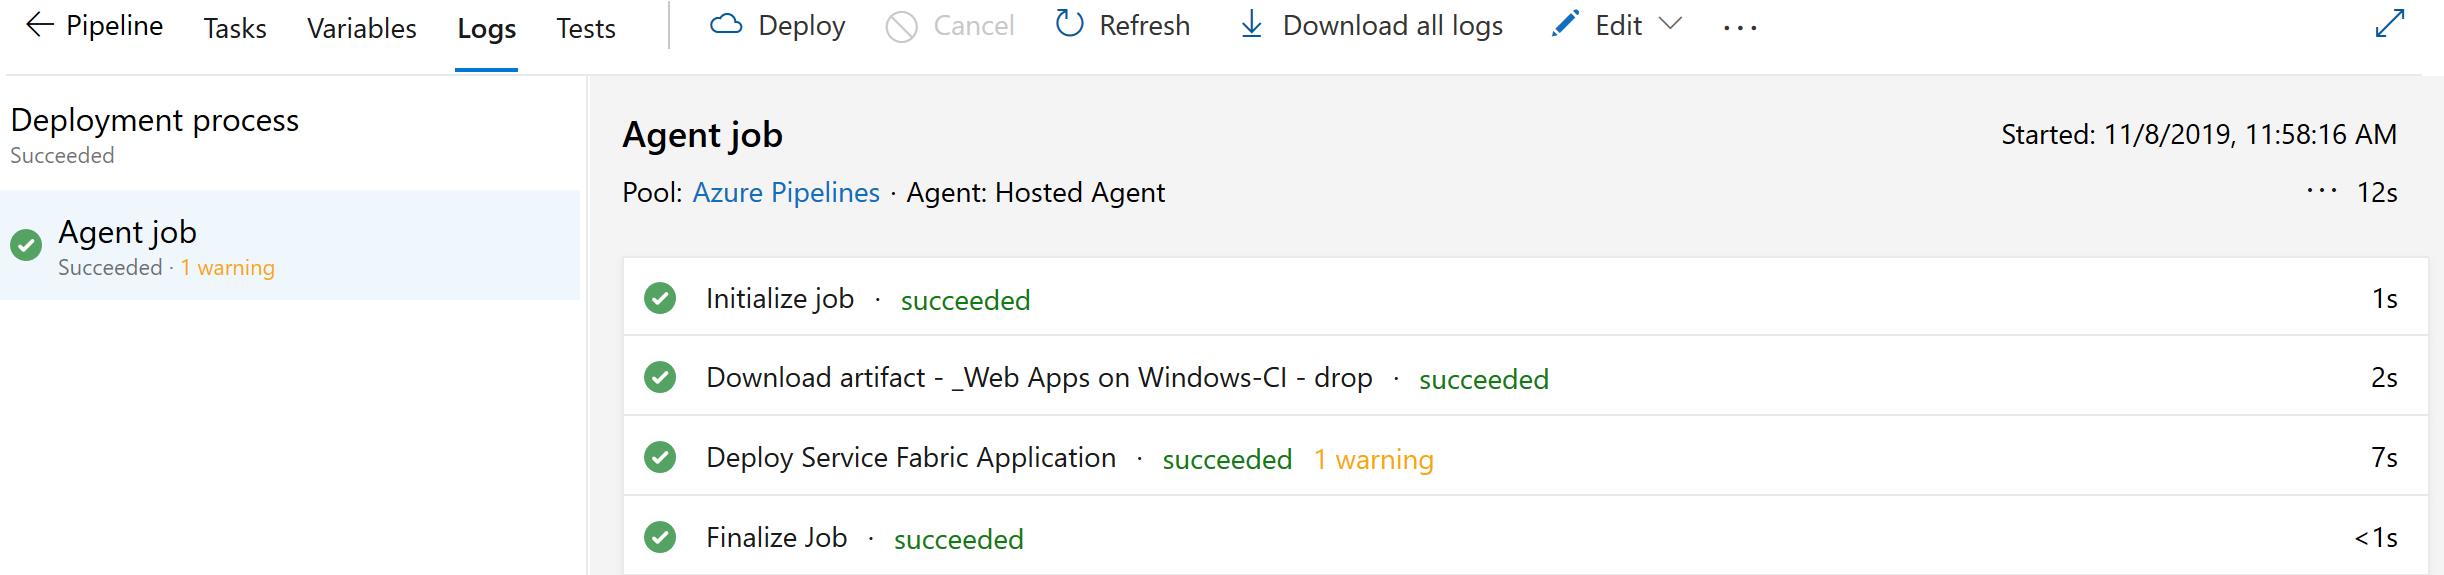 Pipeline Tasks Variables Logs Tests Deploy Cancel Refresh Download all logs Edit ...
Deployment process
Succeeded
Agent job
Succeeded · 1 warning
Agent job Started: 11/8/2019, 11:58:16 AM
Pool: Azure Pipelines · Agent: Hosted Agent ... 12s
Initialize job · succeeded 1s
Download artifact - _Web Apps on Windows-CI - drop · succeeded 2s
Deploy Service Fabric Application · succeeded 1 warning 7s
Finalize Job · succeeded <1s